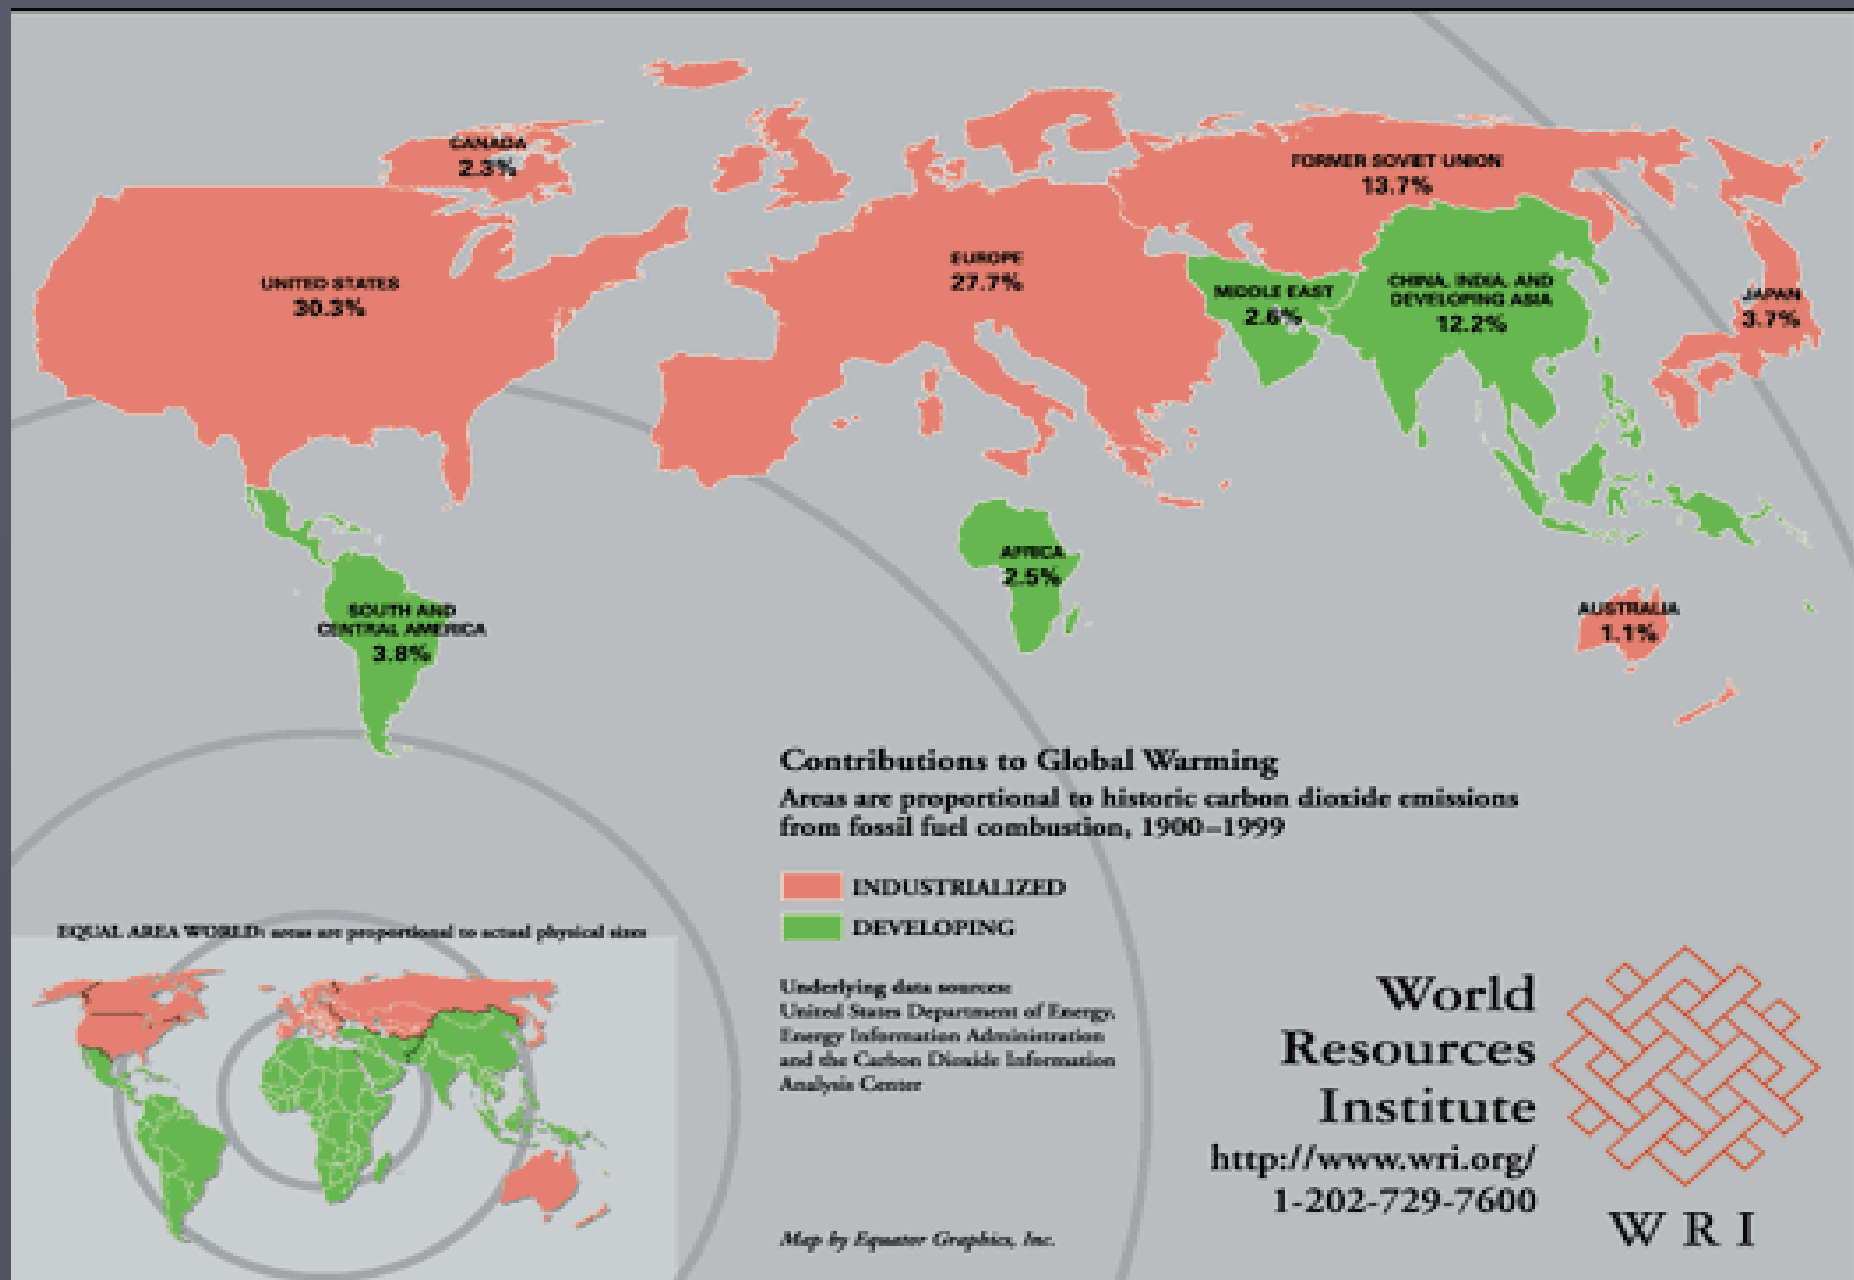 CANADA
2.3%
UNITED STATES
30.3%
EUROPE
27.7%
FORMER SOVIET UNION
13.7%
MIDDLE EAST
2.6%
CHINA, INDIA, AND
DEVELOPING ASIA
12.2%
JAPAN
3.7%
AFRICA
2.5%
SOUTH AND
CENTRAL AMERICA
3.8%
AUSTRALIA
1.1%
Contributions to Global Warming
Areas are proportional to historic carbon dioxide emissions
from fossil fuel combustion, 1900–1999
INDUSTRIALIZED
DEVELOPING
EQUAL AREA WORLD: areas are proportional to actual physical sizes
Underlying data sources:
United States Department of Energy,
Energy Information Administration
and the Carbon Dioxide Information
Analysis Center
Map by Equator Graphics, Inc.
World
Resources
Institute
http://www.wri.org/
1-202-729-7600
WRI